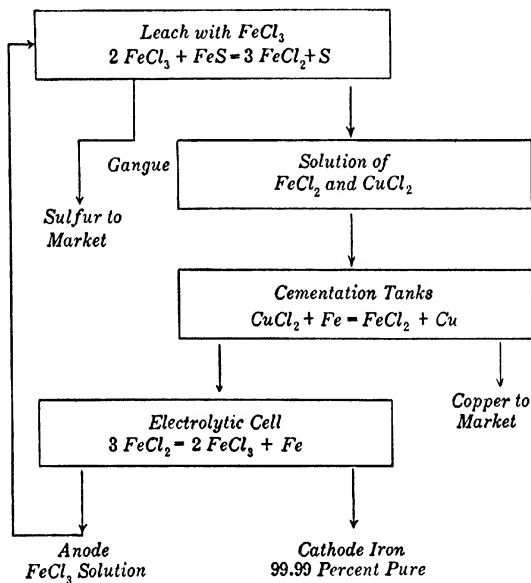 Leach with FeCl₃
2 FeCl₃ + FeS = 3 FeCl₂ + S
Gangue
Sulfur to
Market
Solution of
FeCl₂ and CuCl₂
Cementation Tanks
CuCl₂ + Fe = FeCl₂ + Cu
Copper to
Market
Electrolytic Cell
3 FeCl₂ = 2 FeCl₃ + Fe
Anode
FeCl₃ Solution
Cathode Iron
99.99 Percent Pure